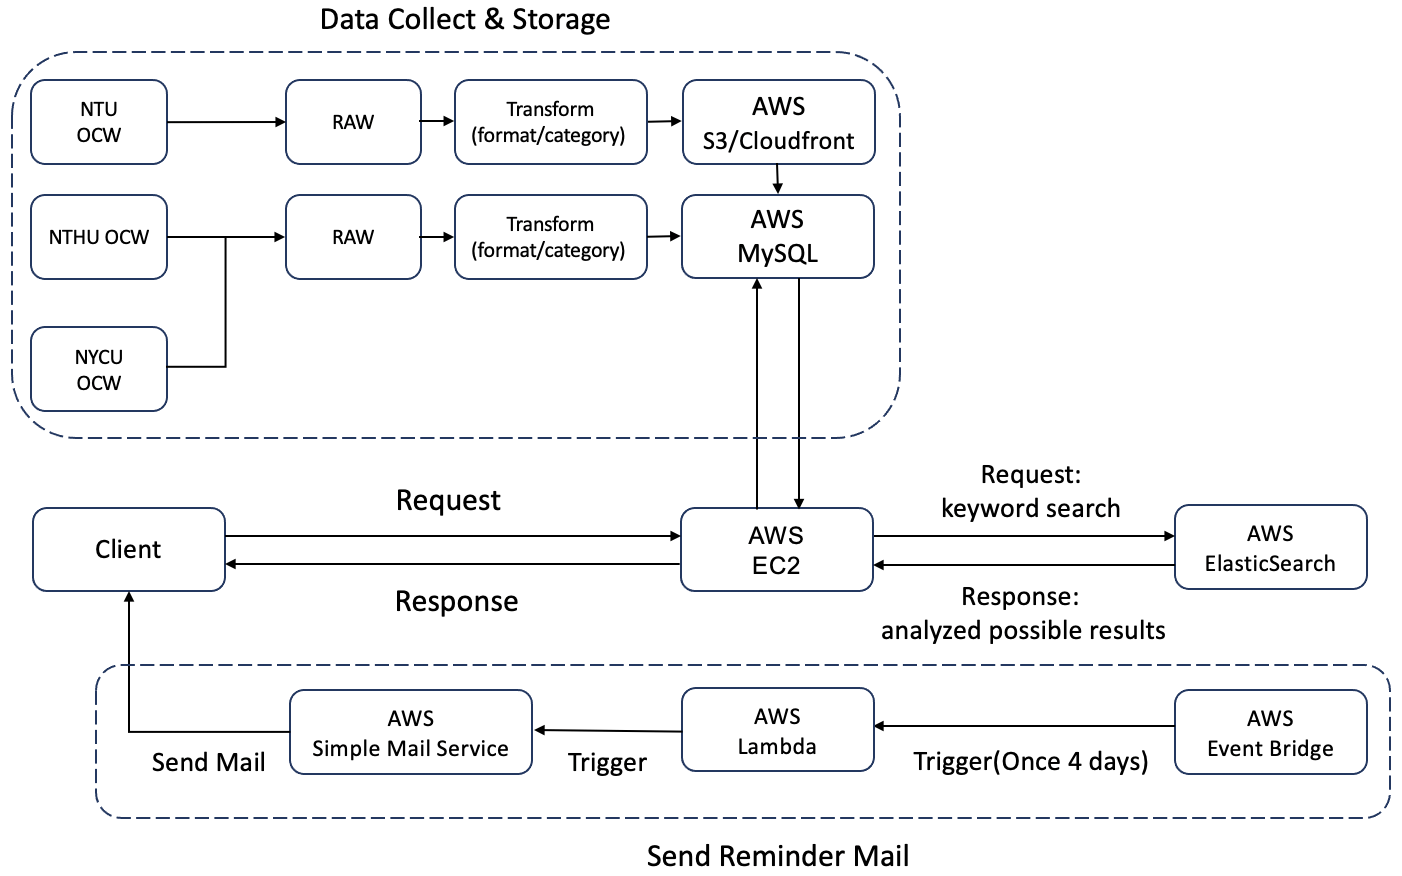 Data Collect & Storage
NTU
OCW
RAW
Transform
(format/category)
AWS
S3/Cloudfront
NTHU OCW
RAW
Transform
(format/category)
AWS
MySQL
NYCU
OCW
Request:
keyword search
Request
Client
AWS
EC2
AWS
ElasticSearch
Response
Response:
analyzed possible results
AWS
Simple Mail Service
AWS
Lambda
AWS
Event Bridge
Send Mail
Trigger
Trigger(Once 4 days)
Send Reminder Mail